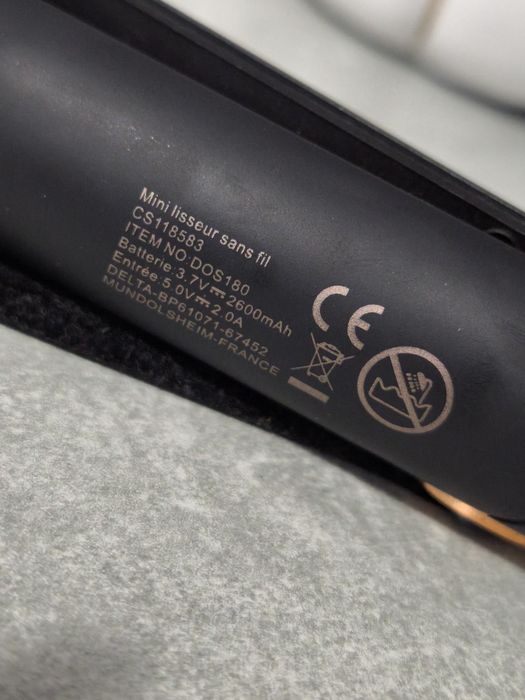 Mini lisseur sans fil
CS118583
ITEM NO:DOS180
Batterie:3.7V⎓2600mAh
Entrée:5.0V⎓2.0A
DELTA-BP61071-67452
MUNDOLSHEIM-FRANCE
CE